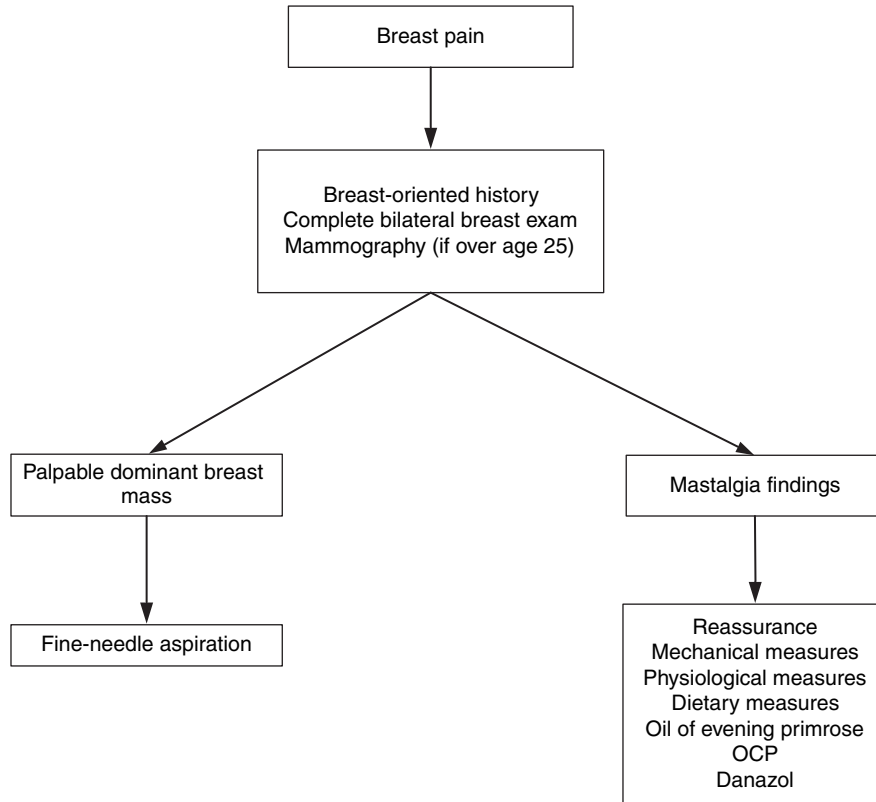 Breast pain
Breast-oriented history
Complete bilateral breast exam
Mammography (if over age 25)
Palpable dominant breast
mass
Mastalgia findings
Fine-needle aspiration
Reassurance
Mechanical measures
Physiological measures
Dietary measures
Oil of evening primrose
OCP
Danazol